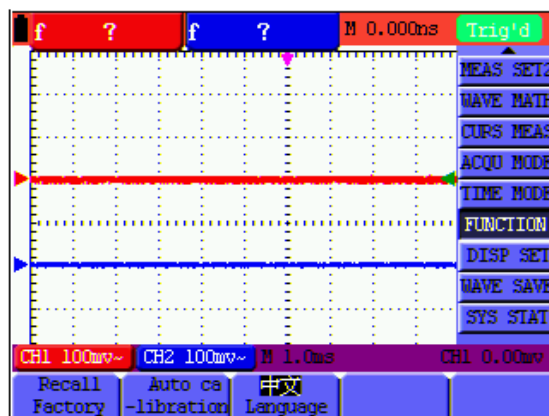 f ? f ? M 0.000ns Trig'd
MEAS SET2
WAVE MATH
CURS MEAS
ACQU MODE
TIME MODE
FUNCTION
DISP SET
WAVE SAVE
SYS STAT
CH1 100mv~ CH2 100mv~ M 1.0ms CH1 0.00mv
Recall Auto ca 中文
Factory -libration Language